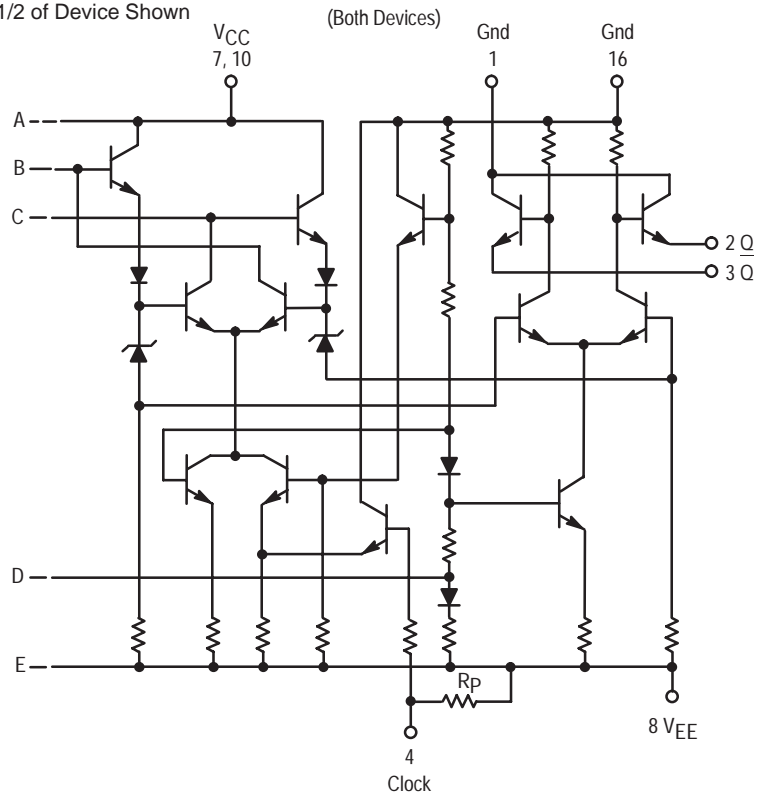 1/2 of Device Shown
(Both Devices)
VCC
7, 10
Gnd
1
Gnd
16
A
B
C
2 Q
3 Q
D
E
RP
8 VEE
4
Clock